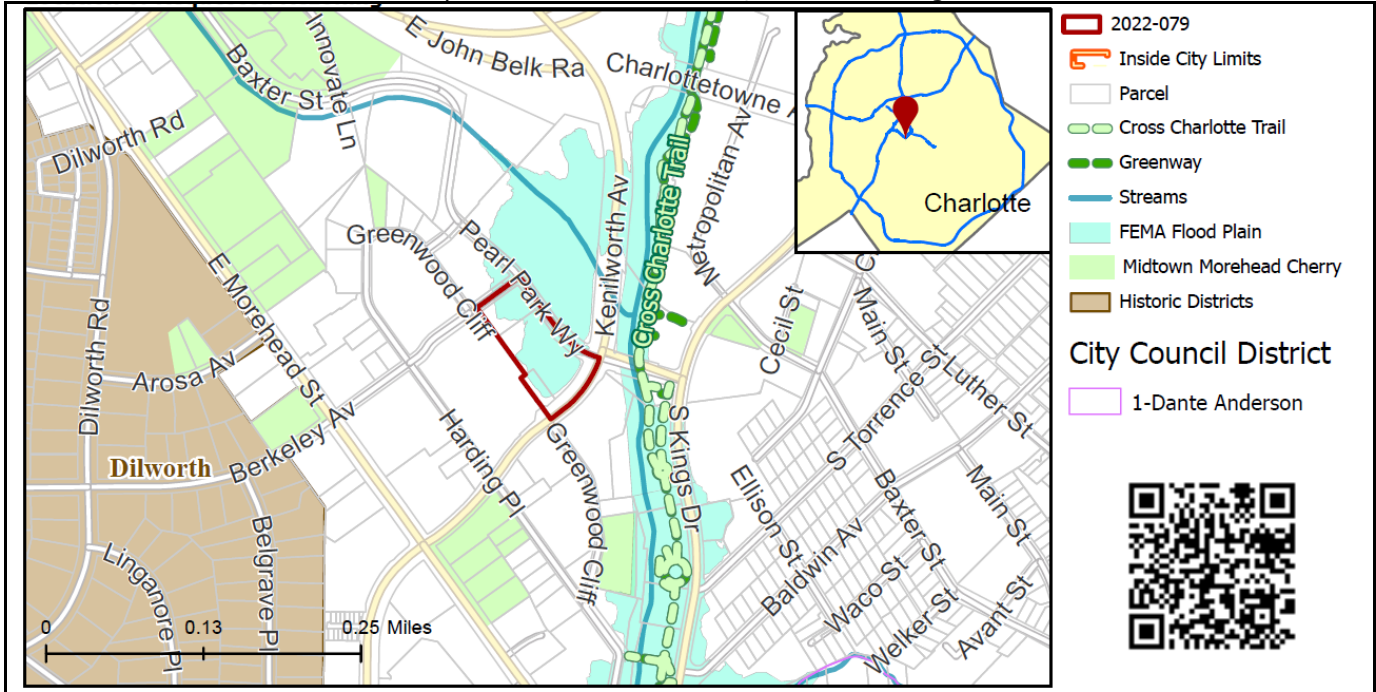 Innovate Ln
E John Belk Ra
Charlottetowne A
Baxter St
Dilworth Rd
Metropolitan Av
Charlotte
Kenilworth Av
Cross Charlotte Trail
Greenwood Cliff
Pearl Park Wy
E Morehead St
Dilworth Rd
Arosa Av
Berkeley Av
Harding Pl
Greenwood Cliff
S Kings Dr
Cecil St
C
Main St
S Torrence St
Luther St
Dilworth
Ellison St
Baxter St
Main St
Belgrave Pl
Linganore Pl
Baldwin Av
Waco St
Welker St
Avant St
0 0.13 0.25 Miles
2022-079
Inside City Limits
Parcel
Cross Charlotte Trail
Greenway
Streams
FEMA Flood Plain
Midtown Morehead Cherry
Historic Districts
City Council District
1-Dante Anderson